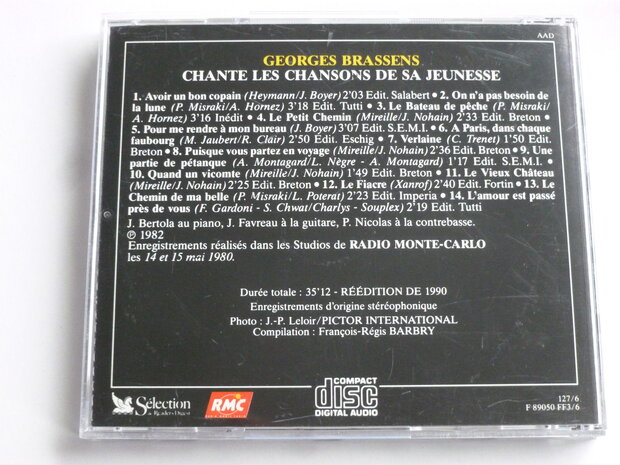 AAD
GEORGES BRASSENS
CHANTE LES CHANSONS DE SA JEUNESSE
1. Avoir un bon copain (Heymann/J. Boyer) 2'03 Edit. Salabert • 2. On n'a pas besoin de
la lune (P. Misraki/A. Hornez) 3'18 Edit. Tutti • 3. Le Bateau de pêche (P. Misraki/
A. Hornez) 3'16 Inédit • 4. Le Petit Chemin (Mireille/J. Nohain) 2'33 Edit. Breton •
5. Pour me rendre à mon bureau (J. Boyer) 3'07 Edit. S.E.M.I. • 6. A Paris, dans chaque
faubourg (M. Jaubert/R. Clair) 2'50 Edit. Eschig • 7. Verlaine (C. Trenet) 1'50 Edit.
Breton • 8. Puisque vous partez en voyage (Mireille/J. Nohain) 2'36 Edit. Breton • 9. Une
partie de pétanque (A. Montagard/L. Nègre - A. Montagard) 1'17 Edit. S.E.M.I. •
10. Quand un vicomte (Mireille/J. Nohain) 1'49 Edit. Breton • 11. Le Vieux Château
(Mireille/J. Nohain) 2'25 Edit. Breton • 12. Le Fiacre (Xanrof) 2'40 Edit. Fortin • 13. Le
Chemin de ma belle (P. Misraki/L. Poterat) 2'23 Edit. Imperia • 14. L'amour est passé
près de vous (F. Gardoni - S. Chwat/Charlys - Souplex) 2'19 Edit. Tutti
J. Bertola au piano, J. Favreau à la guitare, P. Nicolas à la contrebasse.
℗ 1982
Enregistrements réalisés dans les Studios de RADIO MONTE-CARLO
les 14 et 15 mai 1980.
Durée totale : 35'12 - RÉÉDITION DE 1990
Enregistrements d'origine stéréophonique
Photo : J.-P. Leloir/PICTOR INTERNATIONAL
Compilation : François-Régis BARBRY
Sélection
du Reader's Digest
RMC
COMPACT
disc
DIGITAL AUDIO
127/6
F 89050 FF3/6